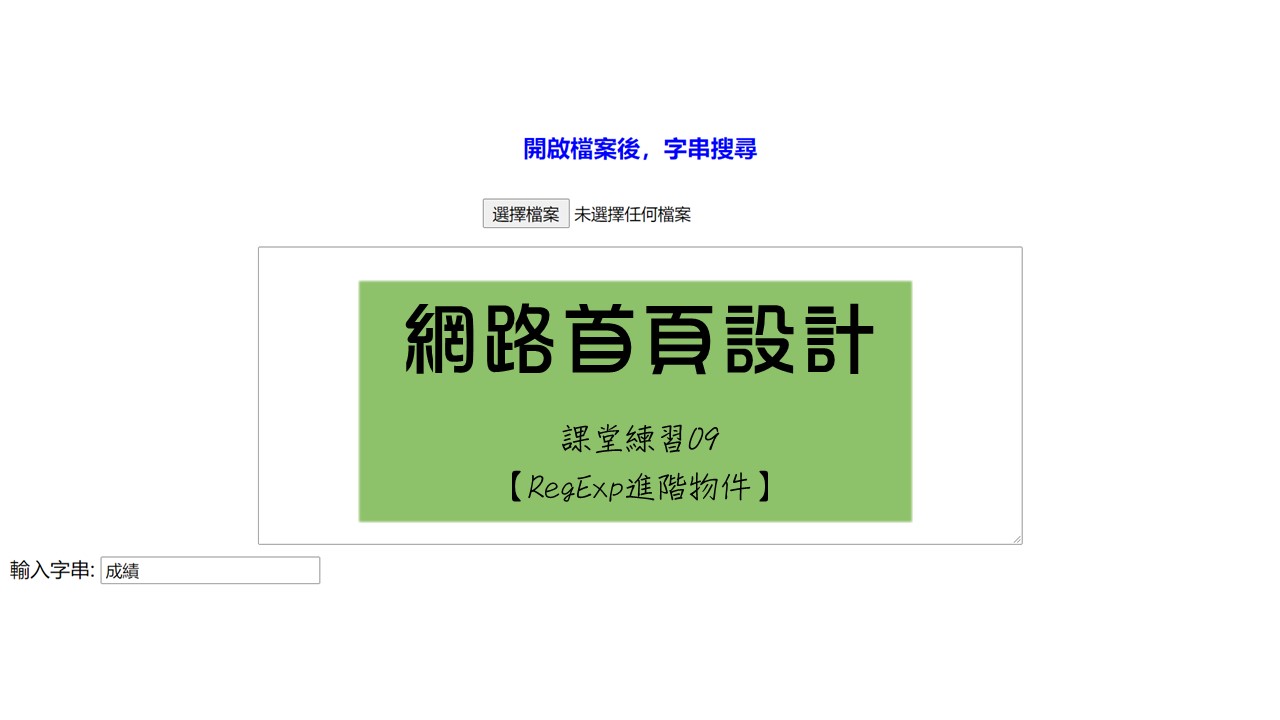 開啟檔案後，字串搜尋
選擇檔案 未選擇任何檔案
網路首頁設計
課堂練習09
【RegExp進階物件】
輸入字串: 成績